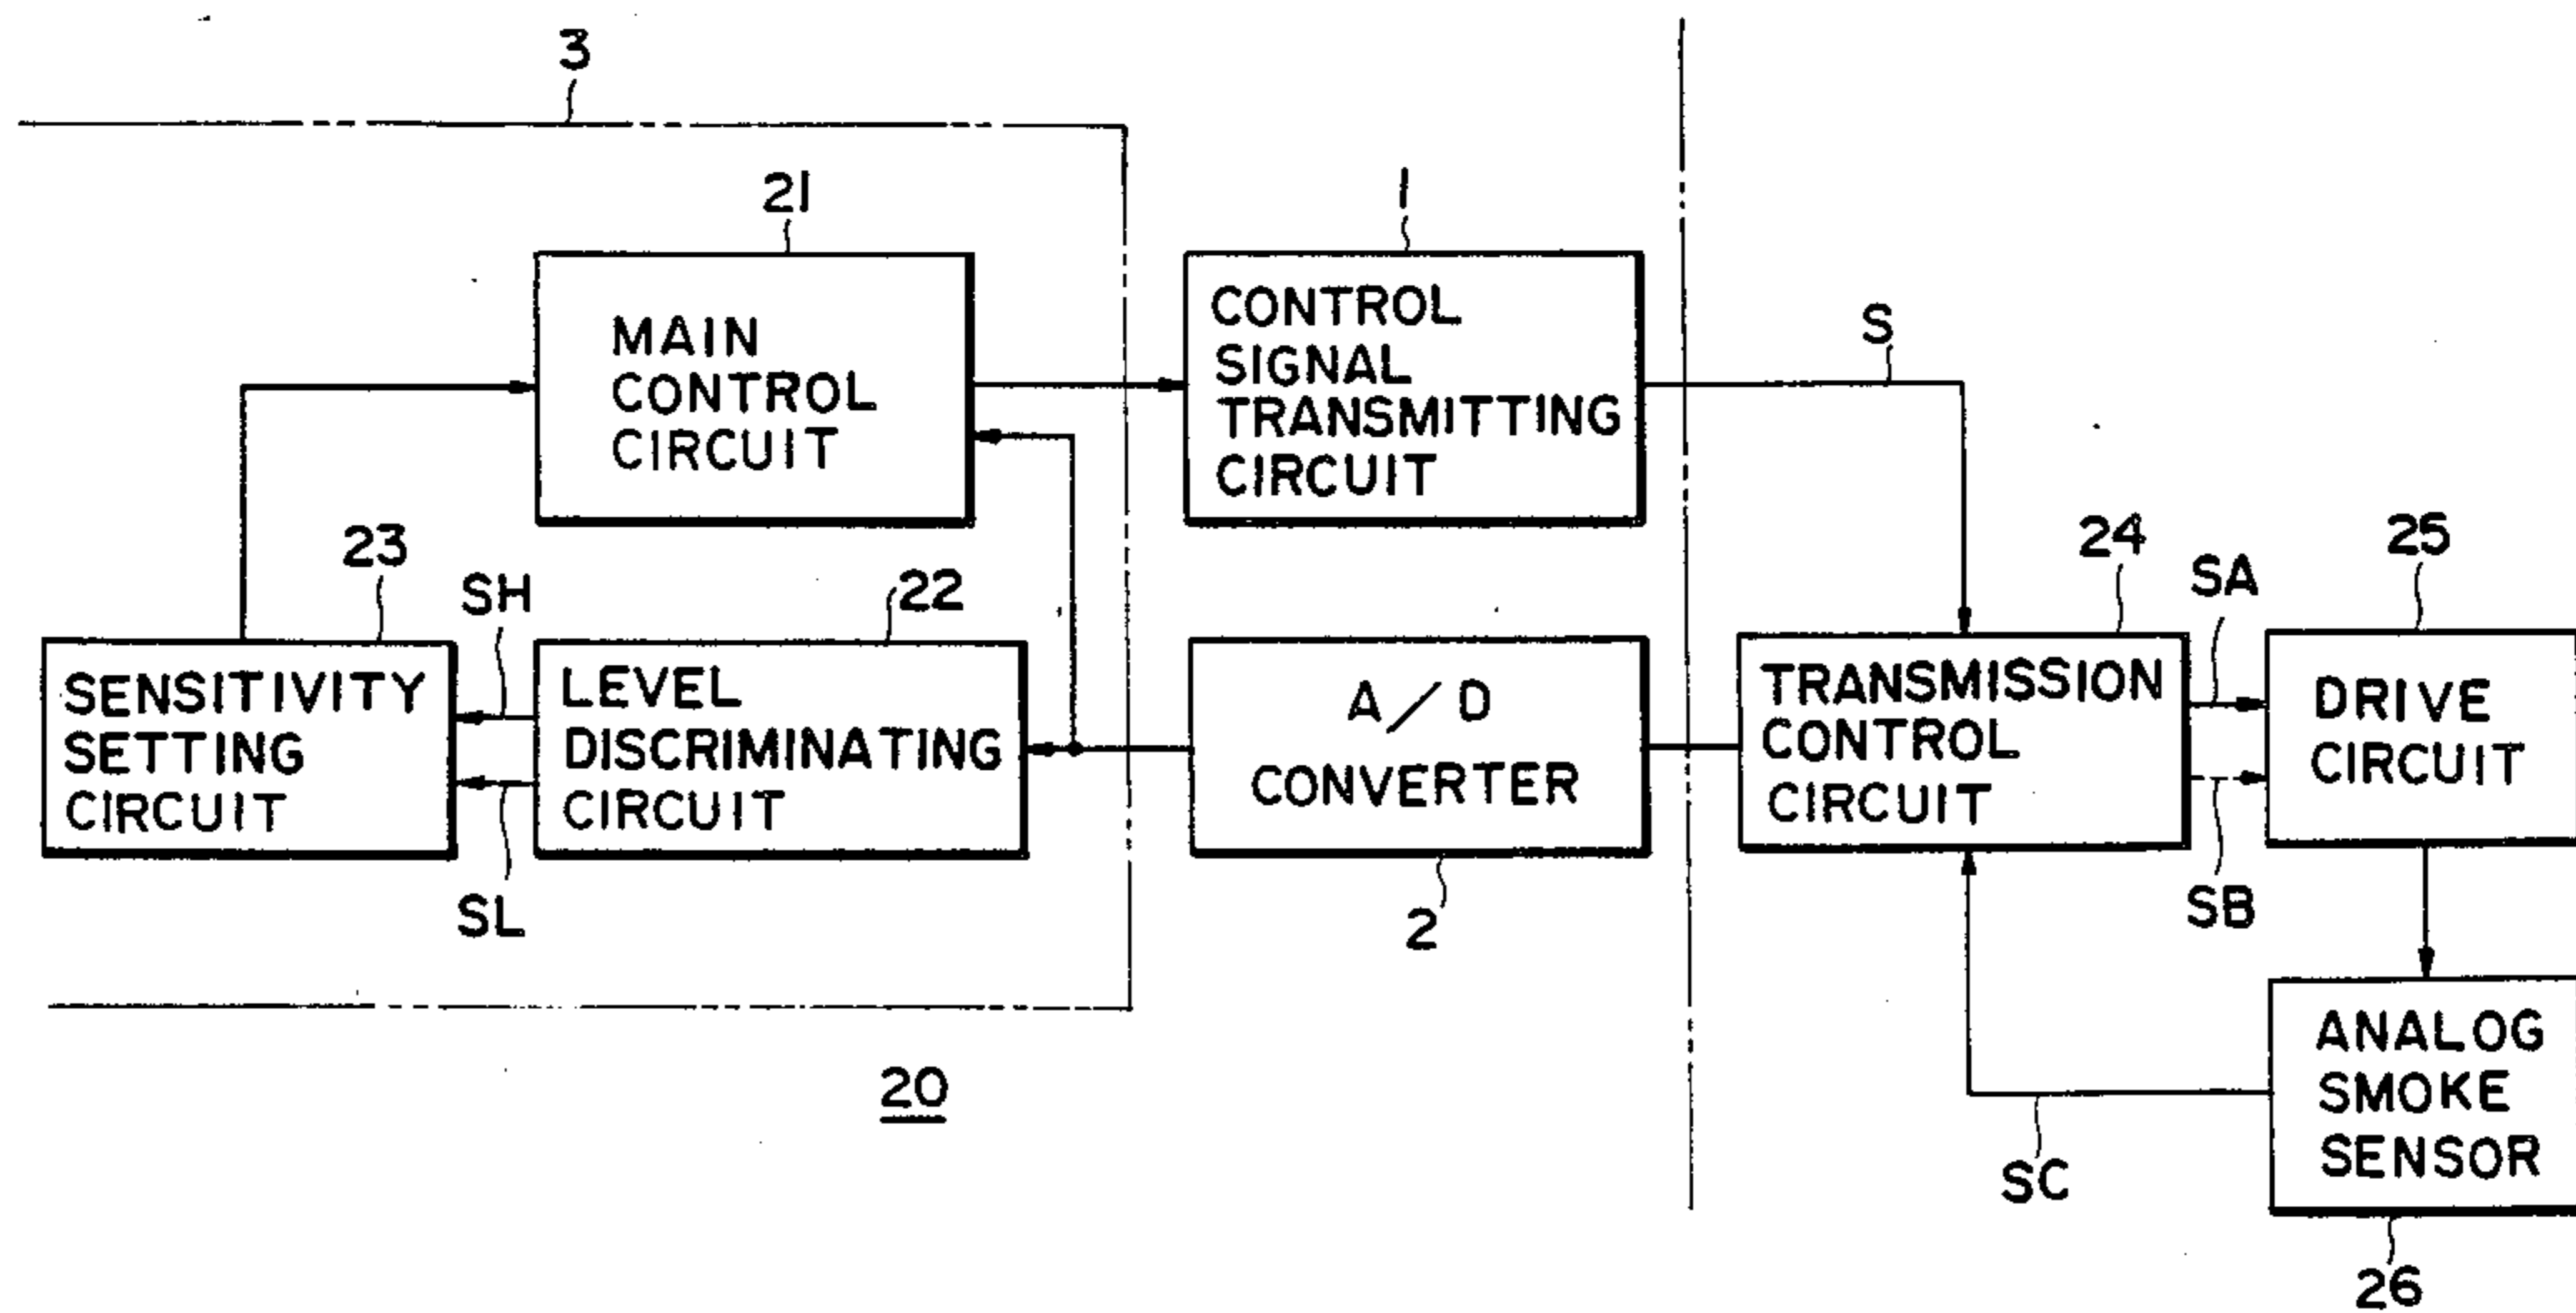 3
21
MAIN
CONTROL
CIRCUIT
1
CONTROL
SIGNAL
TRANSMITTING
CIRCUIT
S
23
SENSITIVITY
SETTING
CIRCUIT
SH
SL
22
LEVEL
DISCRIMINATING
CIRCUIT
A/D
CONVERTER
2
24
TRANSMISSION
CONTROL
CIRCUIT
SA
SB
25
DRIVE
CIRCUIT
20
SC
ANALOG
SMOKE
SENSOR
26